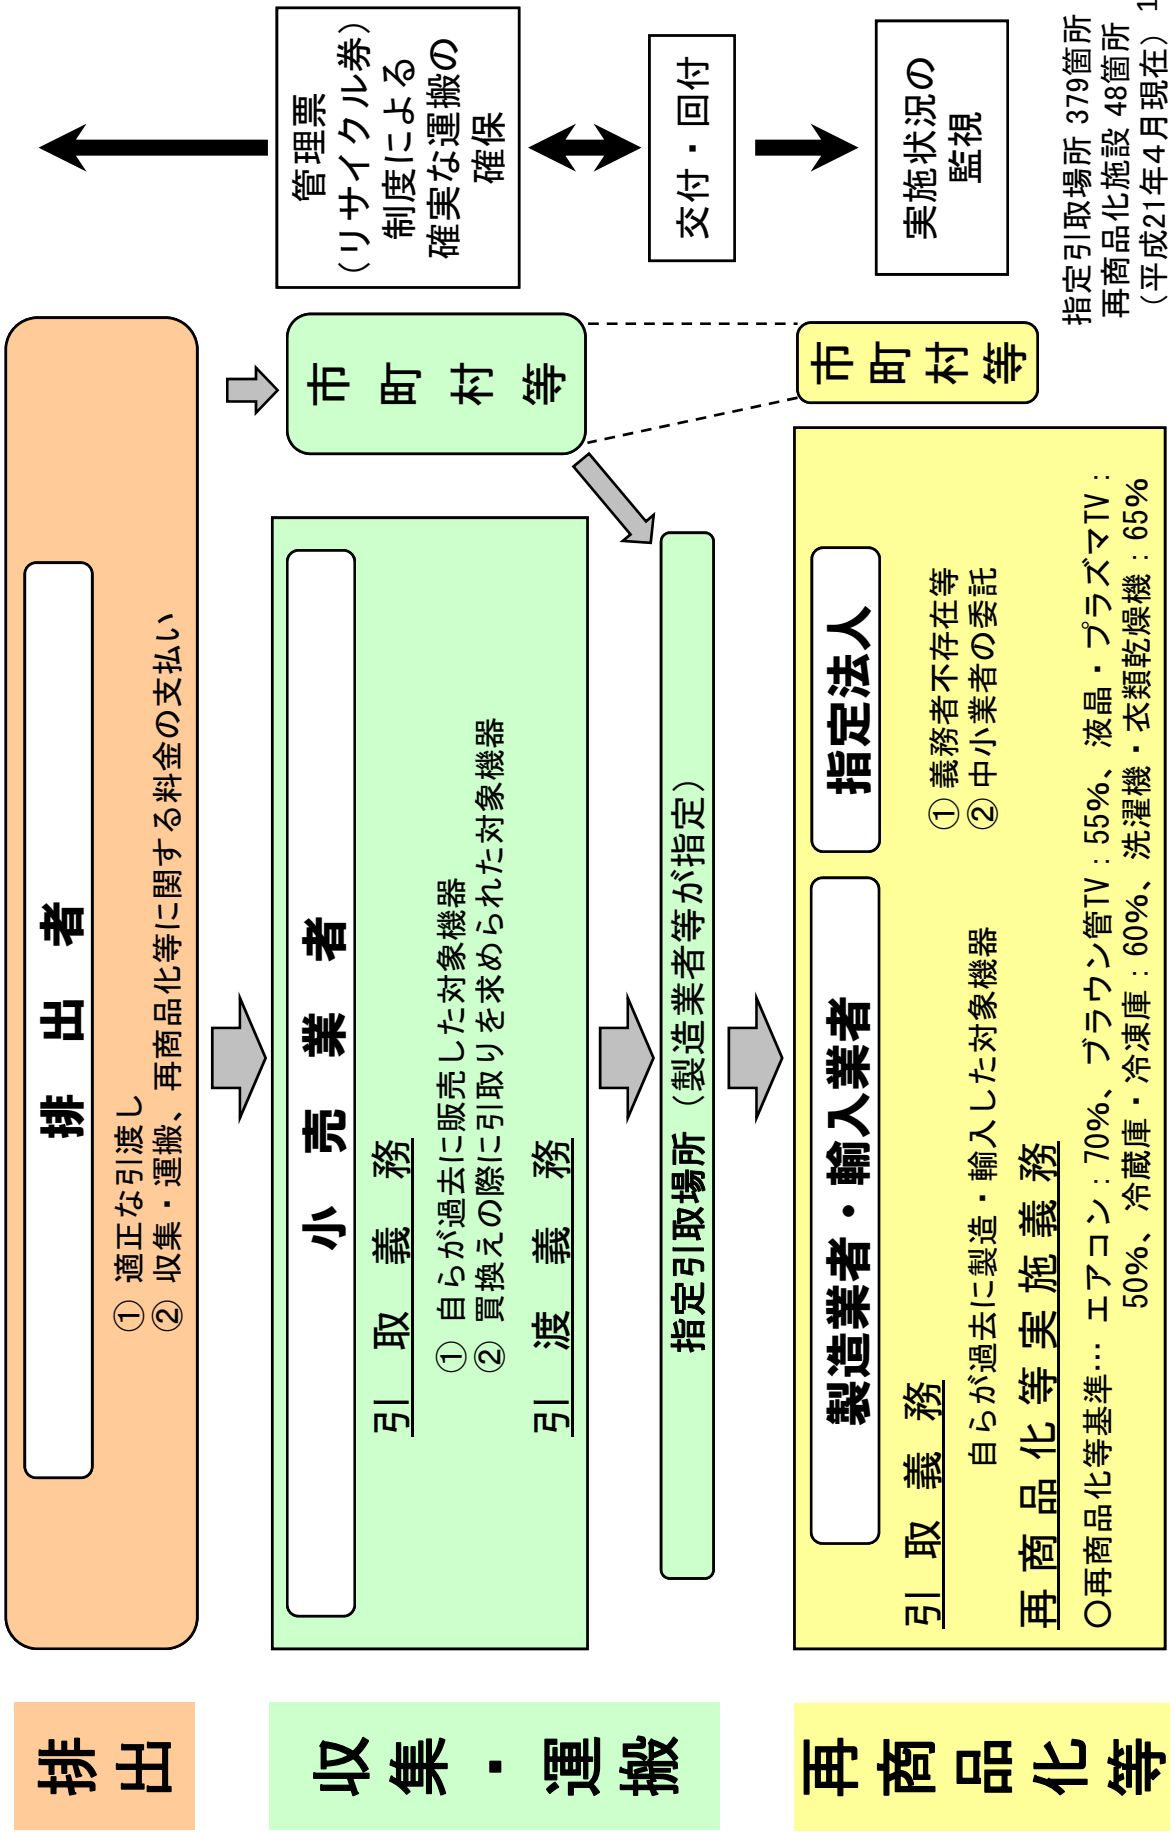 排出
排出者
① 適正な引渡し
② 収集・運搬、再商品化等に関する料金の支払い
収集・運搬
小売業者
引取義務
① 自らが過去に販売した対象機器
② 買換えの際に引取りを求められた対象機器
引渡義務
市町村等
指定引取場所（製造業者等が指定）
再商品化等
製造業者・輸入業者
引取義務
自らが過去に製造・輸入した対象機器
再商品化等実施義務
指定法人
① 義務者不存在等
② 中小業者の委託
○再商品化等基準… エアコン：70%、ブラウン管TV：55%、液晶・プラズマTV：
50%、冷蔵庫・冷凍庫：60%、洗濯機・衣類乾燥機：65%
市町村等
管理票
（リサイクル券）
制度による
確実な運搬の
確保
交付・回付
実施状況の
監視
指定引取場所 379箇所
再商品化施設 48箇所
（平成21年4月現在）
1